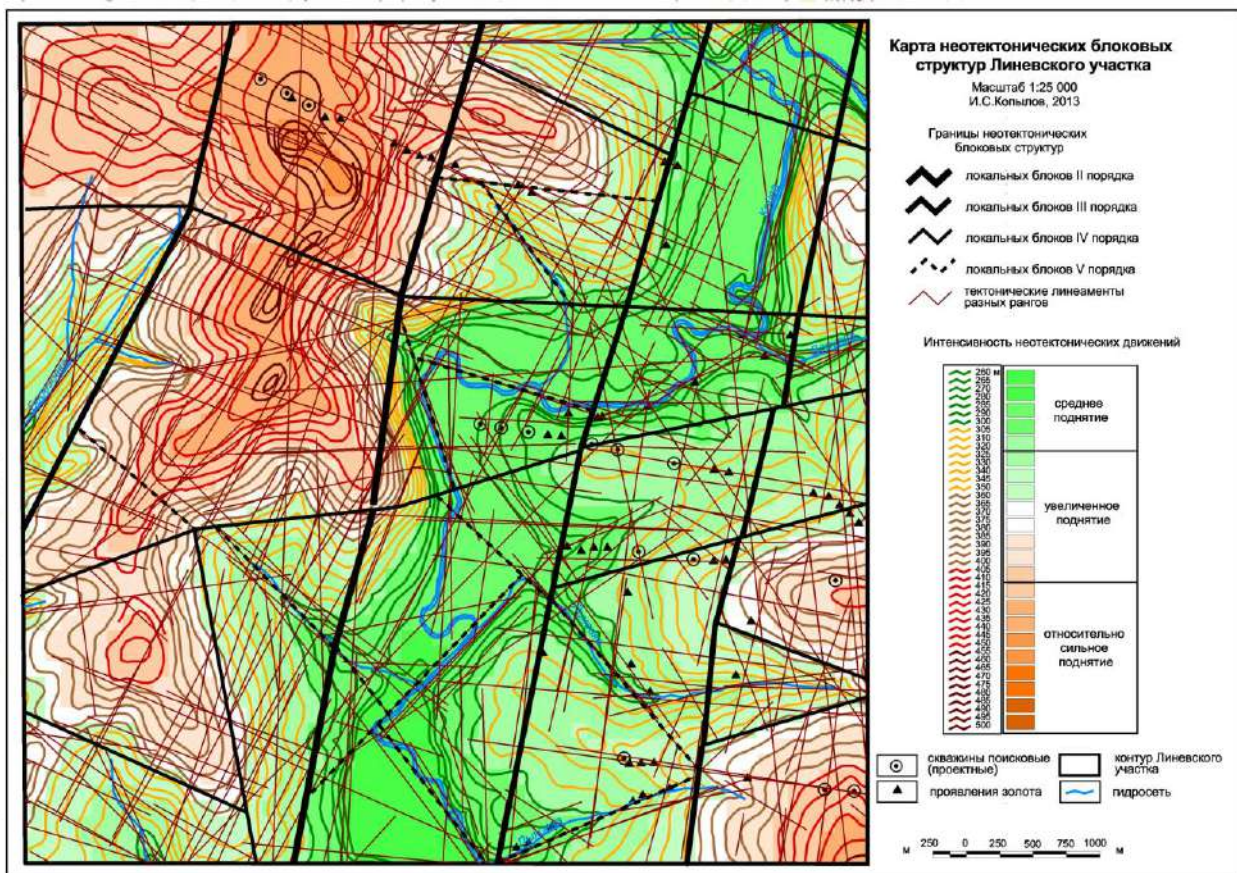 Карта неотектонических блоковых
структур Линевского участка
Масштаб 1:25 000
И.С.Копылов, 2013
Границы неотектонических
блоковых структур
локальных блоков II порядка
локальных блоков III порядка
локальных блоков IV порядка
локальных блоков V порядка
тектонические линеаменты
разных рангов
Интенсивность неотектонических движений
260 м
265
270
280
285
290
300
305
310
320
325
330
340
345
350
360
365
370
375
380
385
390
395
400
405
410
415
420
425
430
435
440
445
450
455
460
465
470
475
480
485
490
495
500
среднее
поднятие
увеличенное
поднятие
относительно
сильное
поднятие
скважины поисковые
(проектные)
контур Линевского
участка
проявления золота
гидросеть
м 250 0 250 500 750 1000 м